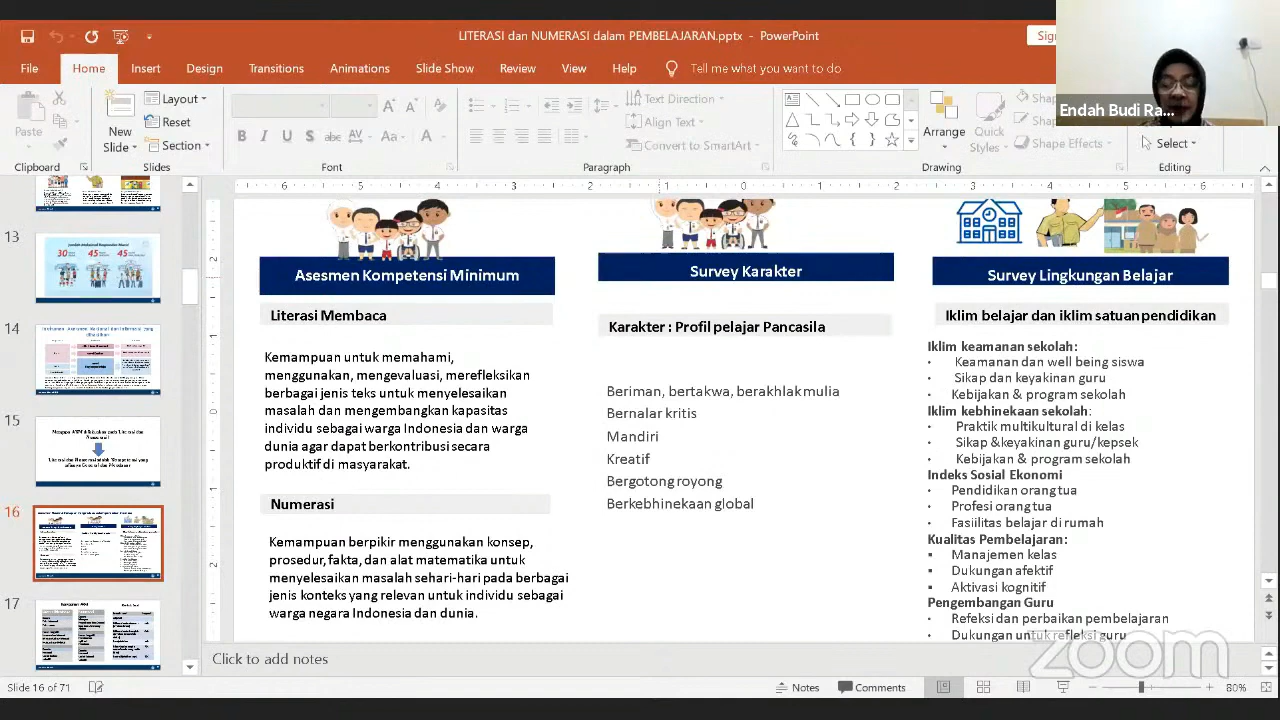 LITERASI dan NUMERASI dalam PEMBELAJARAN.pptx - PowerPoint
Endah Budi Ra...
File Home Insert Design Transitions Animations Slide Show Review View Help Tell me what you want to do
Paste
Clipboard
New Slide
Layout
Reset
Section
Slides
Font
Paragraph
Text Direction
Align Text
Convert to SmartArt
Arrange
Quick Styles
Shape Effects
Drawing
Select
Editing
13
14
15
16
17
Asesmen Kompetensi Minimum
Literasi Membaca
Kemampuan untuk memahami,
menggunakan, mengevaluasi, merefleksikan
berbagai jenis teks untuk menyelesaikan
masalah dan mengembangkan kapasitas
individu sebagai warga Indonesia dan warga
dunia agar dapat berkontribusi secara
produktif di masyarakat.
Numerasi
Kemampuan berpikir menggunakan konsep,
prosedur, fakta, dan alat matematika untuk
menyelesaikan masalah sehari-hari pada berbagai
jenis konteks yang relevan untuk individu sebagai
warga negara Indonesia dan dunia.
Survey Karakter
Karakter : Profil pelajar Pancasila
Beriman, bertakwa, berakhlak mulia
Bernalar kritis
Mandiri
Kreatif
Bergotong royong
Berkebhinekaan global
Survey Lingkungan Belajar
Iklim belajar dan iklim satuan pendidikan
Iklim keamanan sekolah:
• Keamanan dan well being siswa
• Sikap dan keyakinan guru
• Kebijakan & program sekolah
Iklim kebhinekaan sekolah:
• Praktik multikultural di kelas
• Sikap &keyakinan guru/kepsek
• Kebijakan & program sekolah
Indeks Sosial Ekonomi
• Pendidikan orang tua
• Profesi orang tua
• Fasiilitas belajar di rumah
Kualitas Pembelajaran:
▪ Manajemen kelas
▪ Dukungan afektif
▪ Aktivasi kognitif
Pengembangan Guru
• Refeksi dan perbaikan pembelajaran
• Dukungan untuk refleksi guru
zoom
Click to add notes
Slide 16 of 71
Notes
Comments
80%